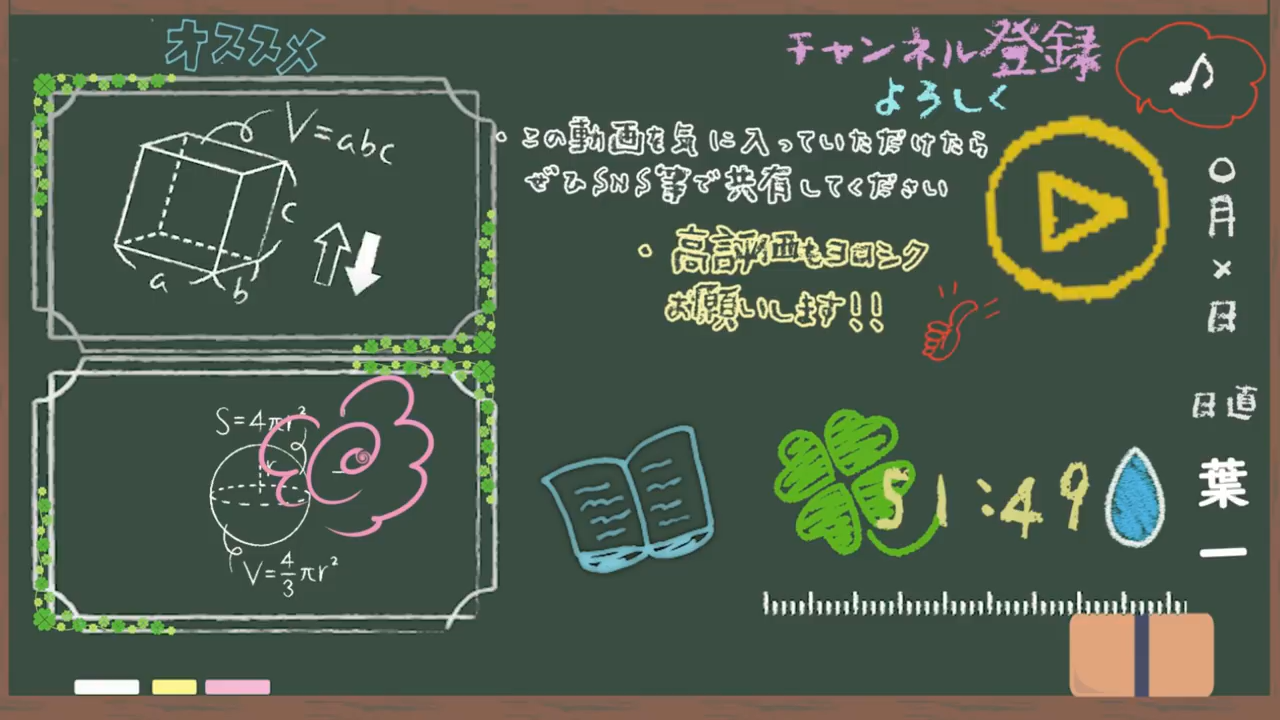 オススメ
V=abc
a
b
c
S=4πr²
r
V=4/3πr²
チャンネル登録
よろしく
・この動画を気に入っていただけたら
ぜひSNS等で共有してください
・高評価もヨロシク
お願いします!!
51:49
〇月×日
日直
葉一